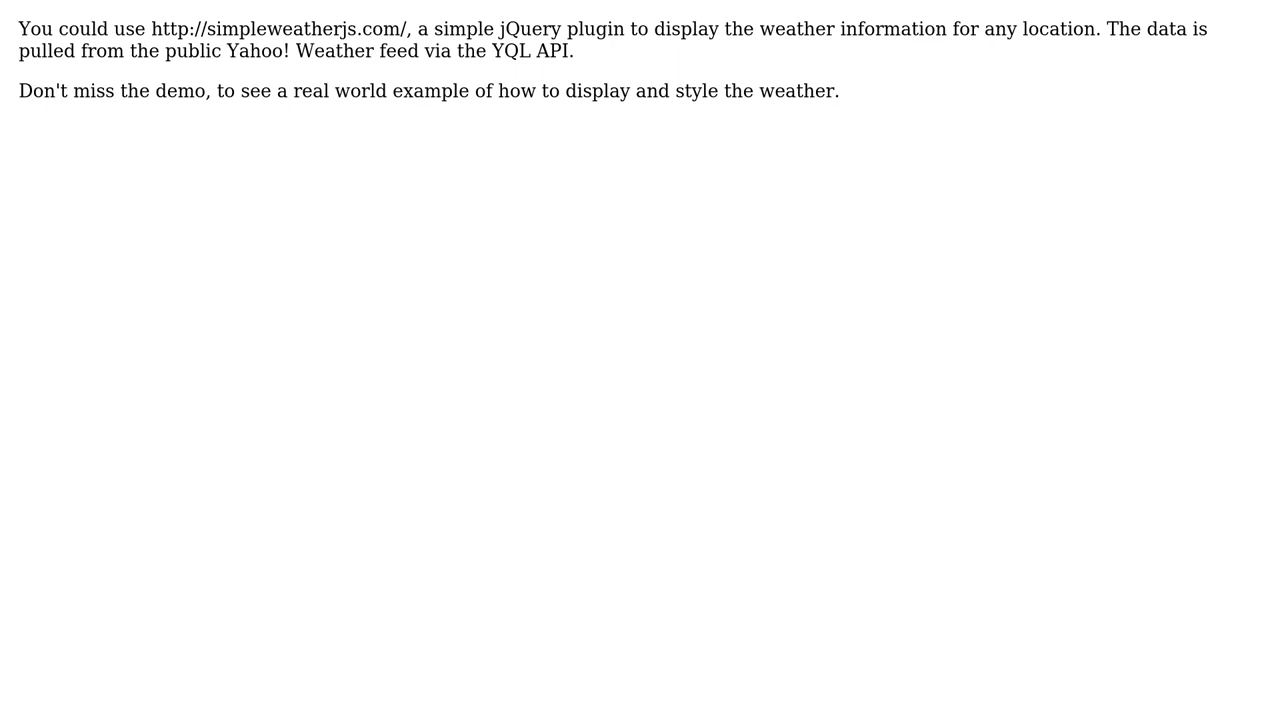 You could use http://simpleweatherjs.com/, a simple jQuery plugin to display the weather information for any location. The data is
pulled from the public Yahoo! Weather feed via the YQL API.
Don't miss the demo, to see a real world example of how to display and style the weather.